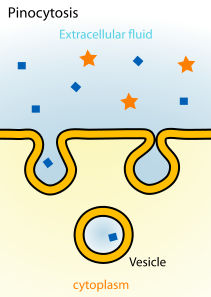 Pinocytosis
Extracellular fluid
Vesicle
cytoplasm